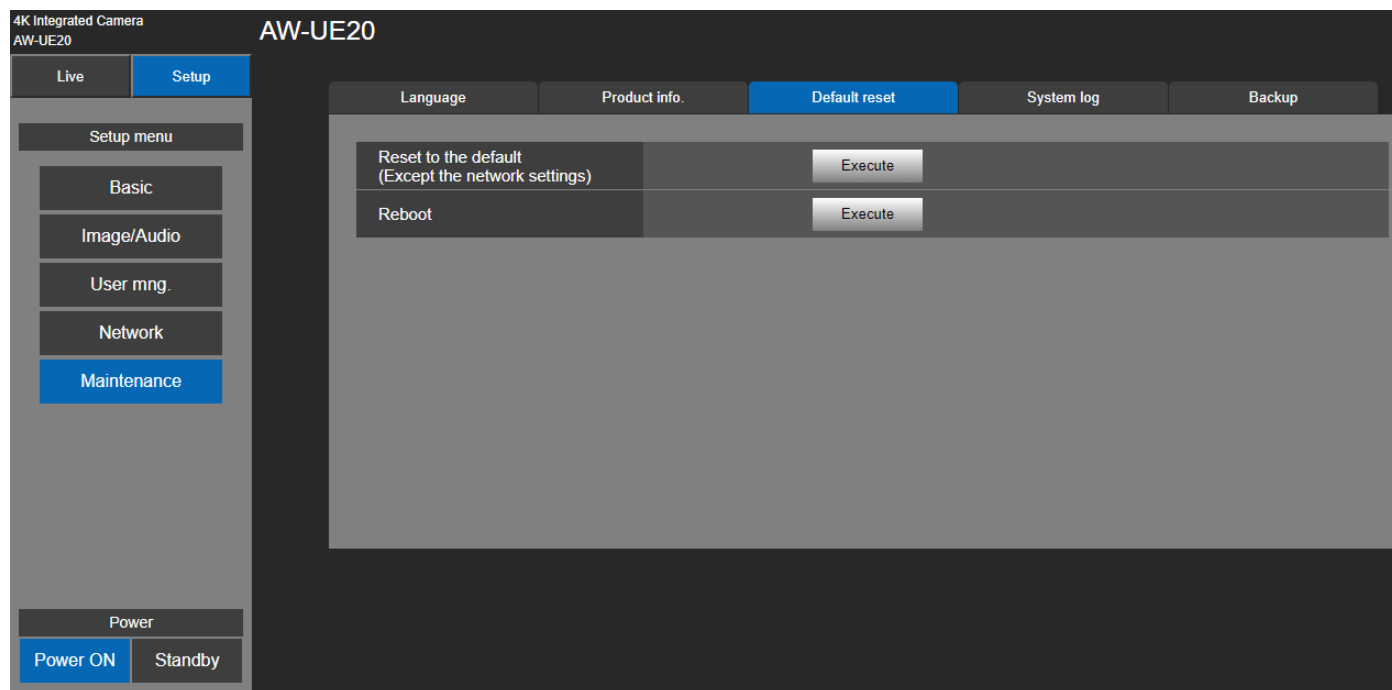 4K Integrated Camera
AW-UE20
AW-UE20
Live
Setup
Setup menu
Basic
Image/Audio
User mng.
Network
Maintenance
Power
Power ON
Standby
Language
Product info.
Default reset
System log
Backup
Reset to the default
(Except the network settings)
Execute
Reboot
Execute